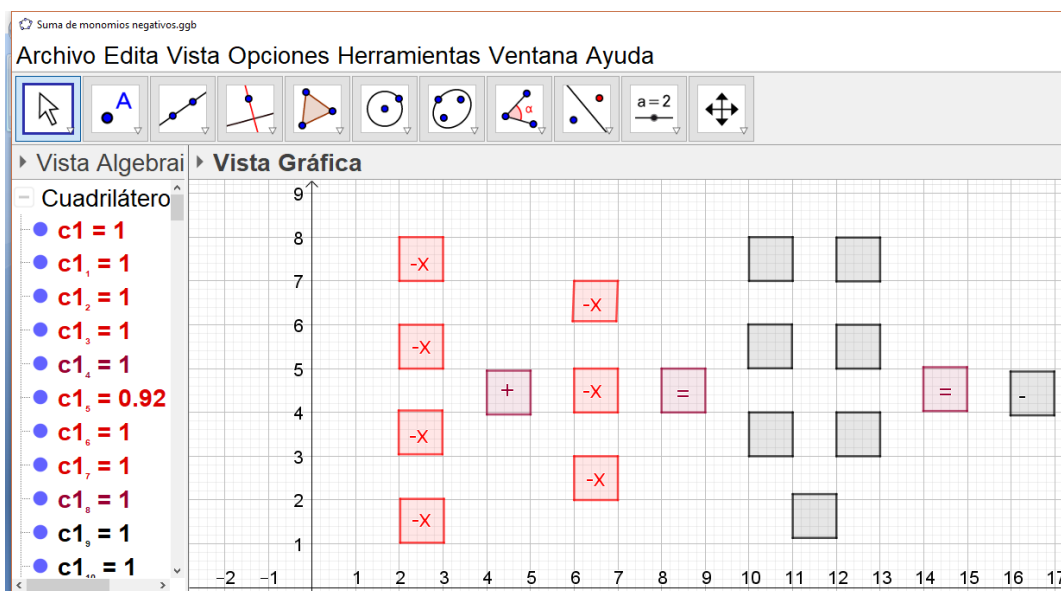 Suma de monomios negativos.ggb
Archivo Edita Vista Opciones Herramientas Ventana Ayuda
A
α
a=2
Vista Algebrai
Vista Gráfica
Cuadrilátero
c1 = 1
c1₁ = 1
c1₂ = 1
c1₃ = 1
c1₄ = 1
c1₅ = 0.92
c1₆ = 1
c1₇ = 1
c1₈ = 1
c1₉ = 1
c1₁₀ = 1
9
8
7
6
5
4
3
2
1
-x
-x
-x
-x
+
-x
-x
-x
=
=
-
–2 –1 1 2 3 4 5 6 7 8 9 10 11 12 13 14 15 16 17